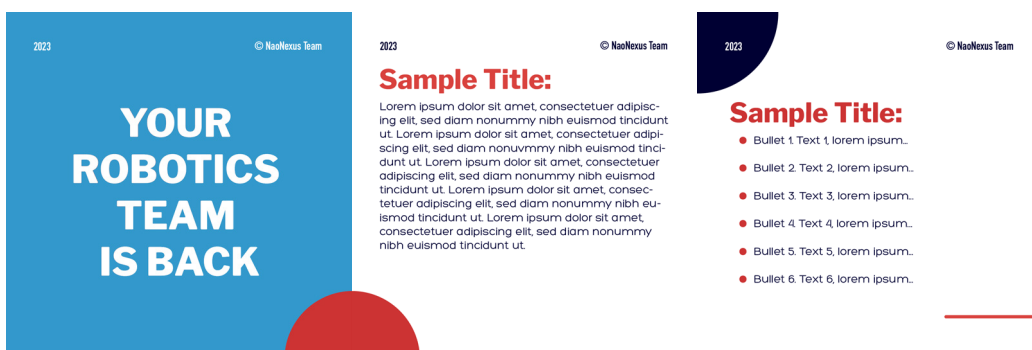 2023
© NaoNexus Team
YOUR
ROBOTICS
TEAM
IS BACK
2023
© NaoNexus Team
Sample Title:
Lorem ipsum dolor sit amet, consectetuer adipisc-
ing elit, sed diam nonummy nibh euismod tincidunt
ut. Lorem ipsum dolor sit amet, consectetuer adipi-
scing elit, sed diam nonuvmmy nibh euismod tinci-
dunt ut. Lorem ipsum dolor sit amet, consectetuer
adipiscing elit, sed diam nonummy nibh euismod
tincidunt ut. Lorem ipsum dolor sit amet, consec-
tetuer adipiscing elit, sed diam nonummy nibh eu-
ismod tincidunt ut. Lorem ipsum dolor sit amet,
consectetuer adipiscing elit, sed diam nonummy
nibh euismod tincidunt ut.
2023
© NaoNexus Team
Sample Title:
Bullet 1. Text 1, lorem ipsum...
Bullet 2. Text 2, lorem ipsum...
Bullet 3. Text 3, lorem ipsum...
Bullet 4. Text 4, lorem ipsum...
Bullet 5. Text 5, lorem ipsum...
Bullet 6. Text 6, lorem ipsum...